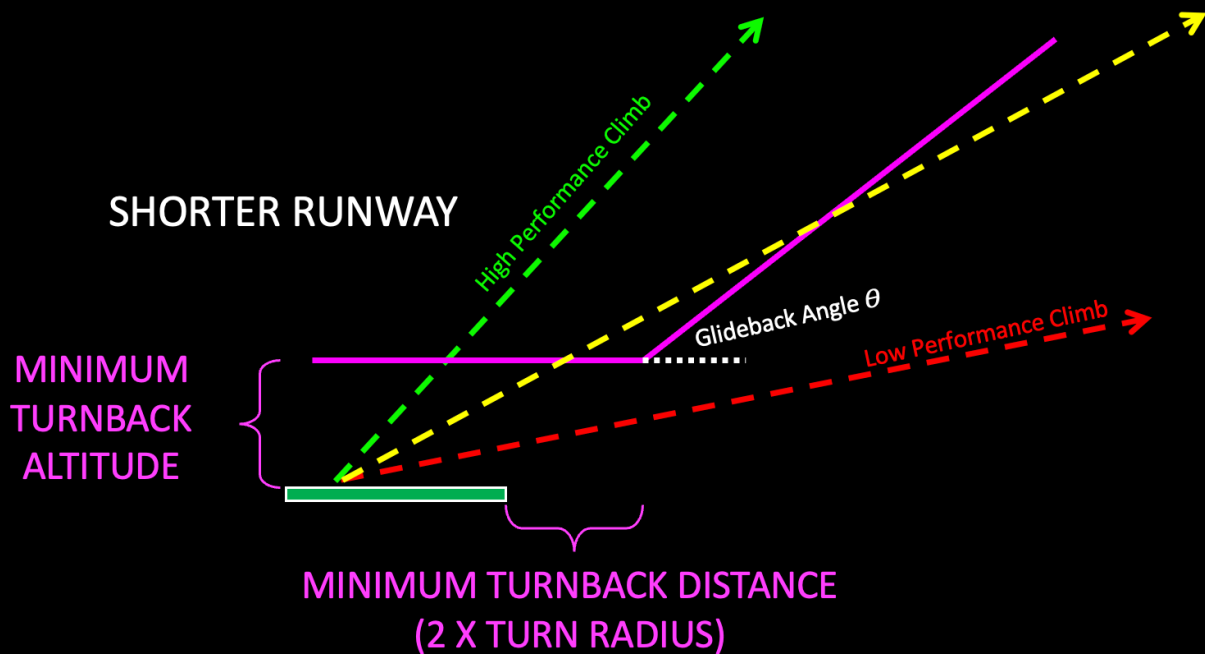 High Performance Climb
SHORTER RUNWAY
Glideback Angle θ
Low Performance Climb
MINIMUM
TURNBACK
ALTITUDE
MINIMUM TURNBACK DISTANCE
(2 X TURN RADIUS)